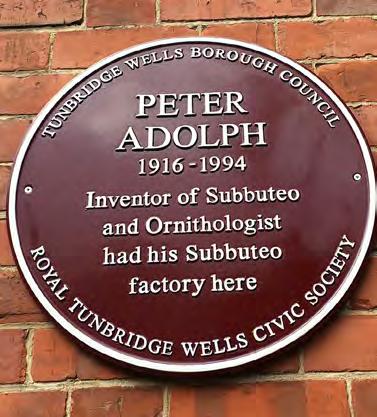 TUNBRIDGE WELLS BOROUGH COUNCIL
PETER
ADOLPH
1916-1994
Inventor of Subbuteo
and Ornithologist
had his Subbuteo
factory here
ROYAL TUNBRIDGE WELLS CIVIC SOCIETY